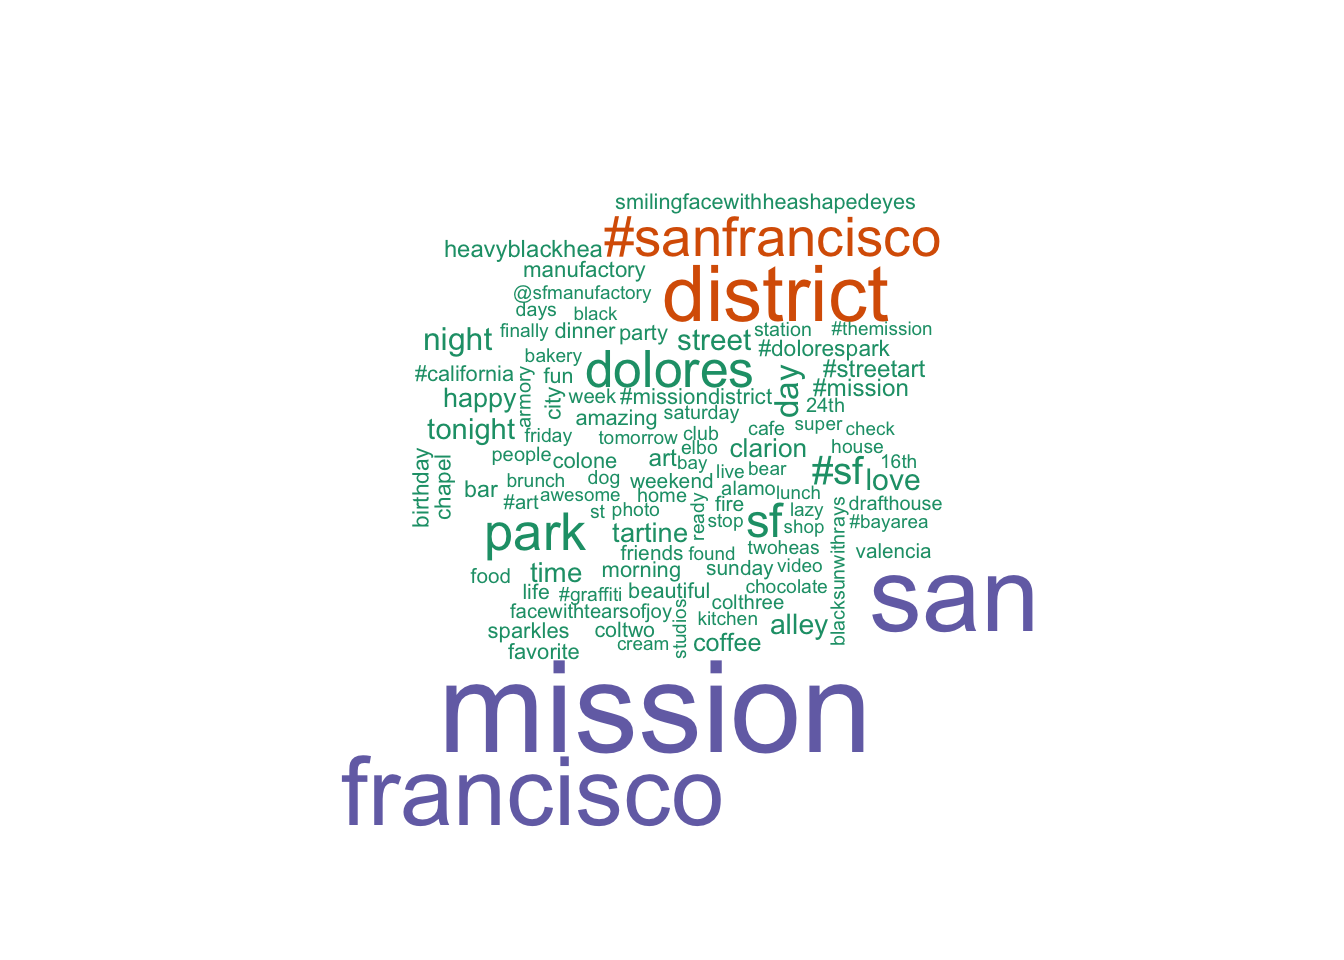 smilingfacewithheashapedeyes
#sanfrancisco
heavyblackhea
manufactory
district
@sfmanufactory
days
black
night
finally
dinner
party
street
station
#themission
bakery
dolores
#dolorespark
#california
armory
fun
day
#streetart
happy
city
week
#missiondistrict
#mission
tonight
amazing
saturday
24th
friday
tomorrow
club
elbo
cafe
super
check
people
colone
art
bay
clarion
house
birthday
chapel
bar
brunch
dog
weekend
live
bear
#sf
16th
love
#art
awesome
home
ready
alamo
lunch
drafthouse
st
photo
fire
stop
sf
lazy
shop
#bayarea
park
tartine
friends
found
twoheas
blacksunwithrays
valencia
food
time
morning
sunday
video
san
life
#graffiti
beautiful
chocolate
facewithtearsofjoy
studios
colthree
kitchen
alley
sparkles
coltwo
cream
coffee
favorite
mission
francisco